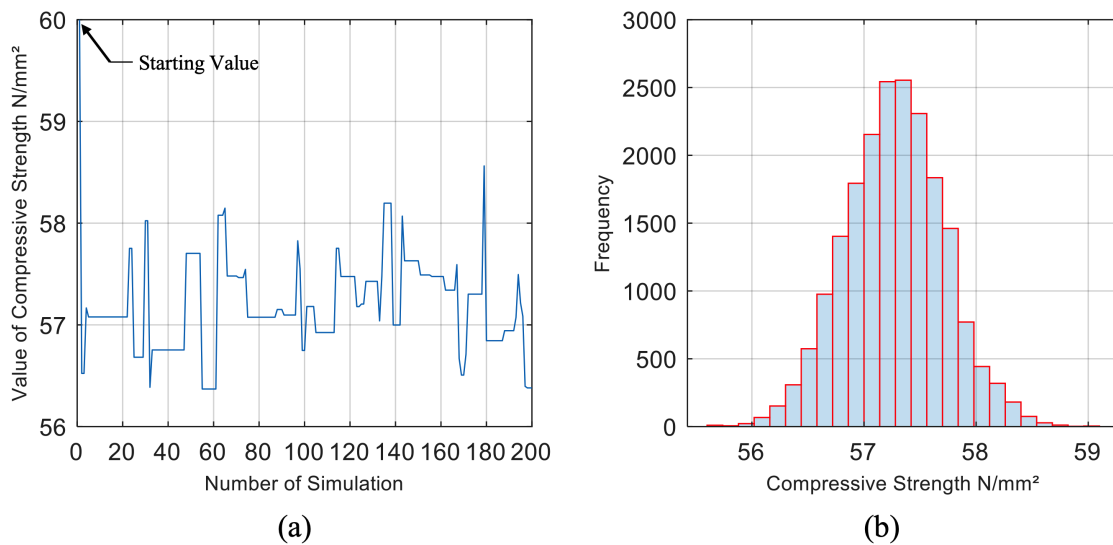 60
59
58
57
56
Value of Compressive Strength N/mm²
Starting Value
0 20 40 60 80 100 120 140 160 180 200
Number of Simulation
(a)
3000
2500
2000
1500
1000
500
0
Frequency
56 57 58 59
Compressive Strength N/mm²
(b)